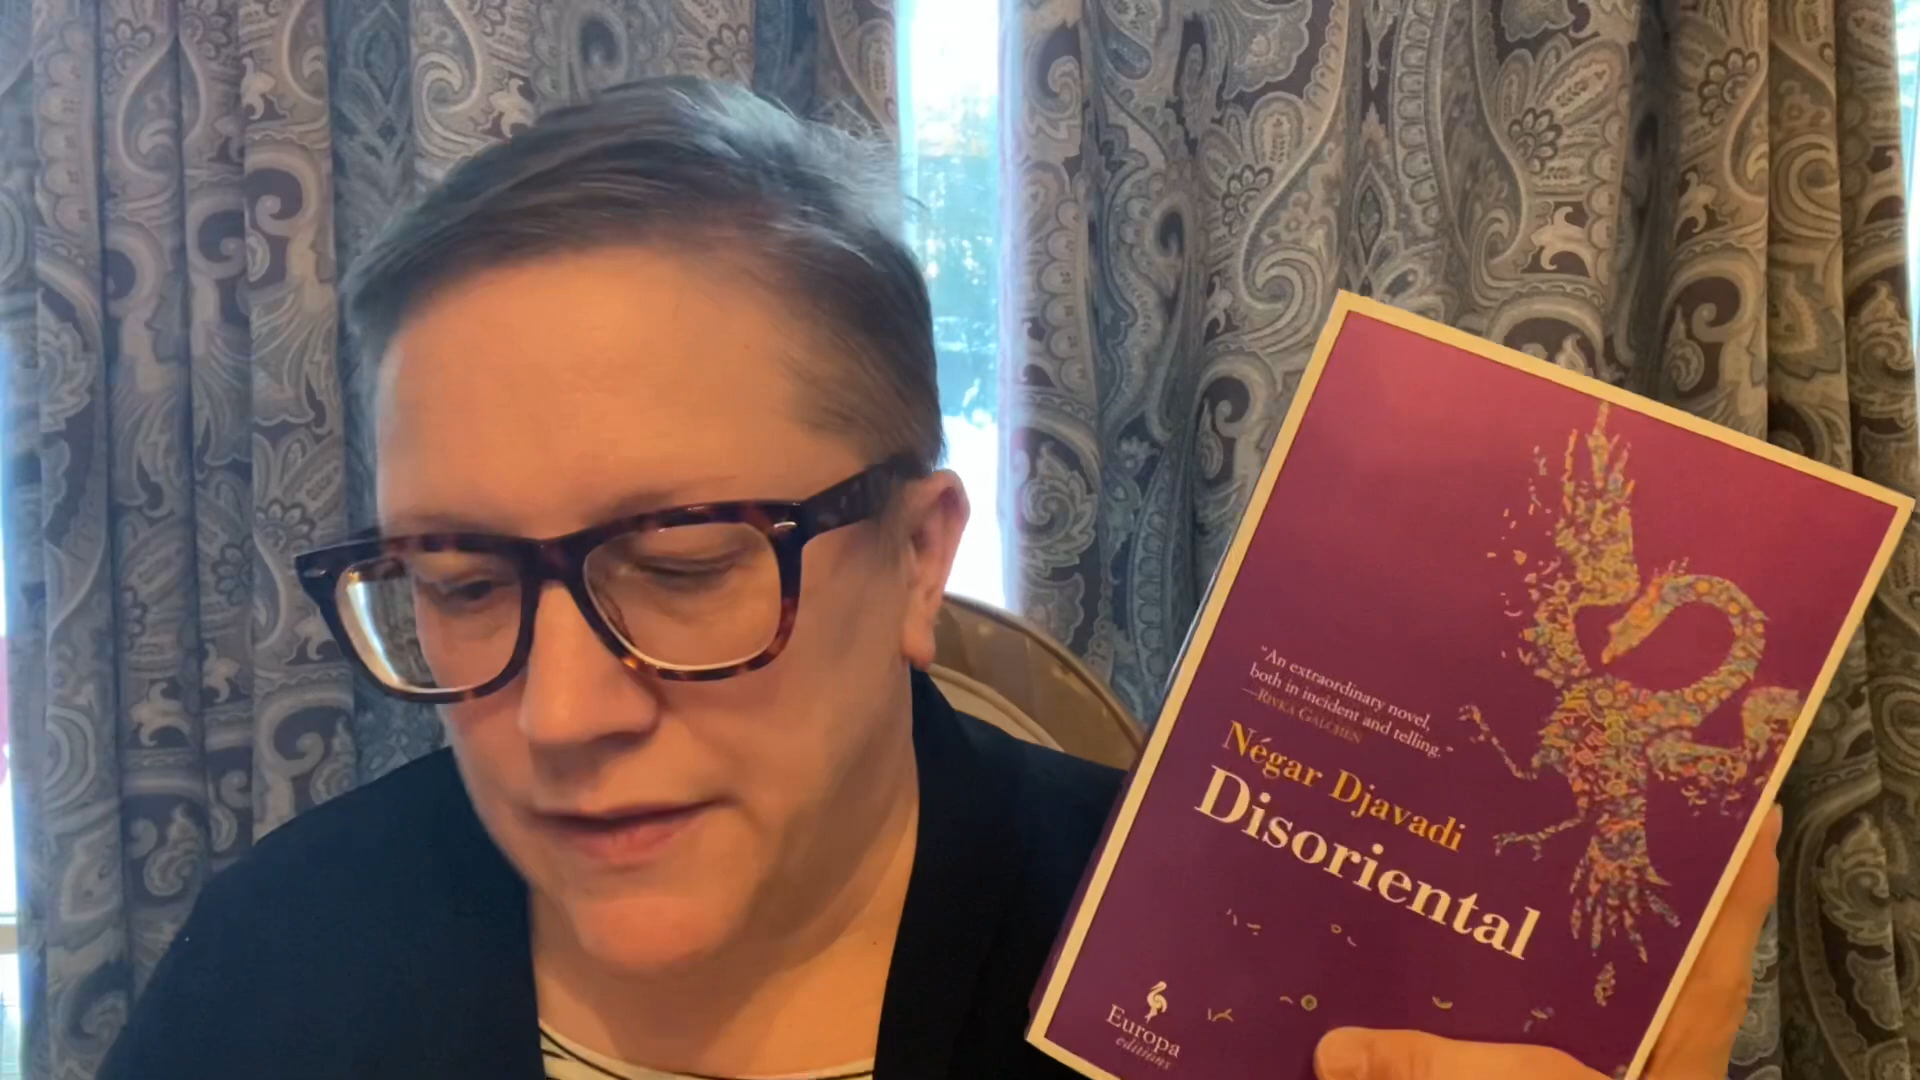 “An extraordinary novel,
both in incident and telling.”
—RIVKA GALCHEN
Négar Djavadi
Disoriental
Europa
editions